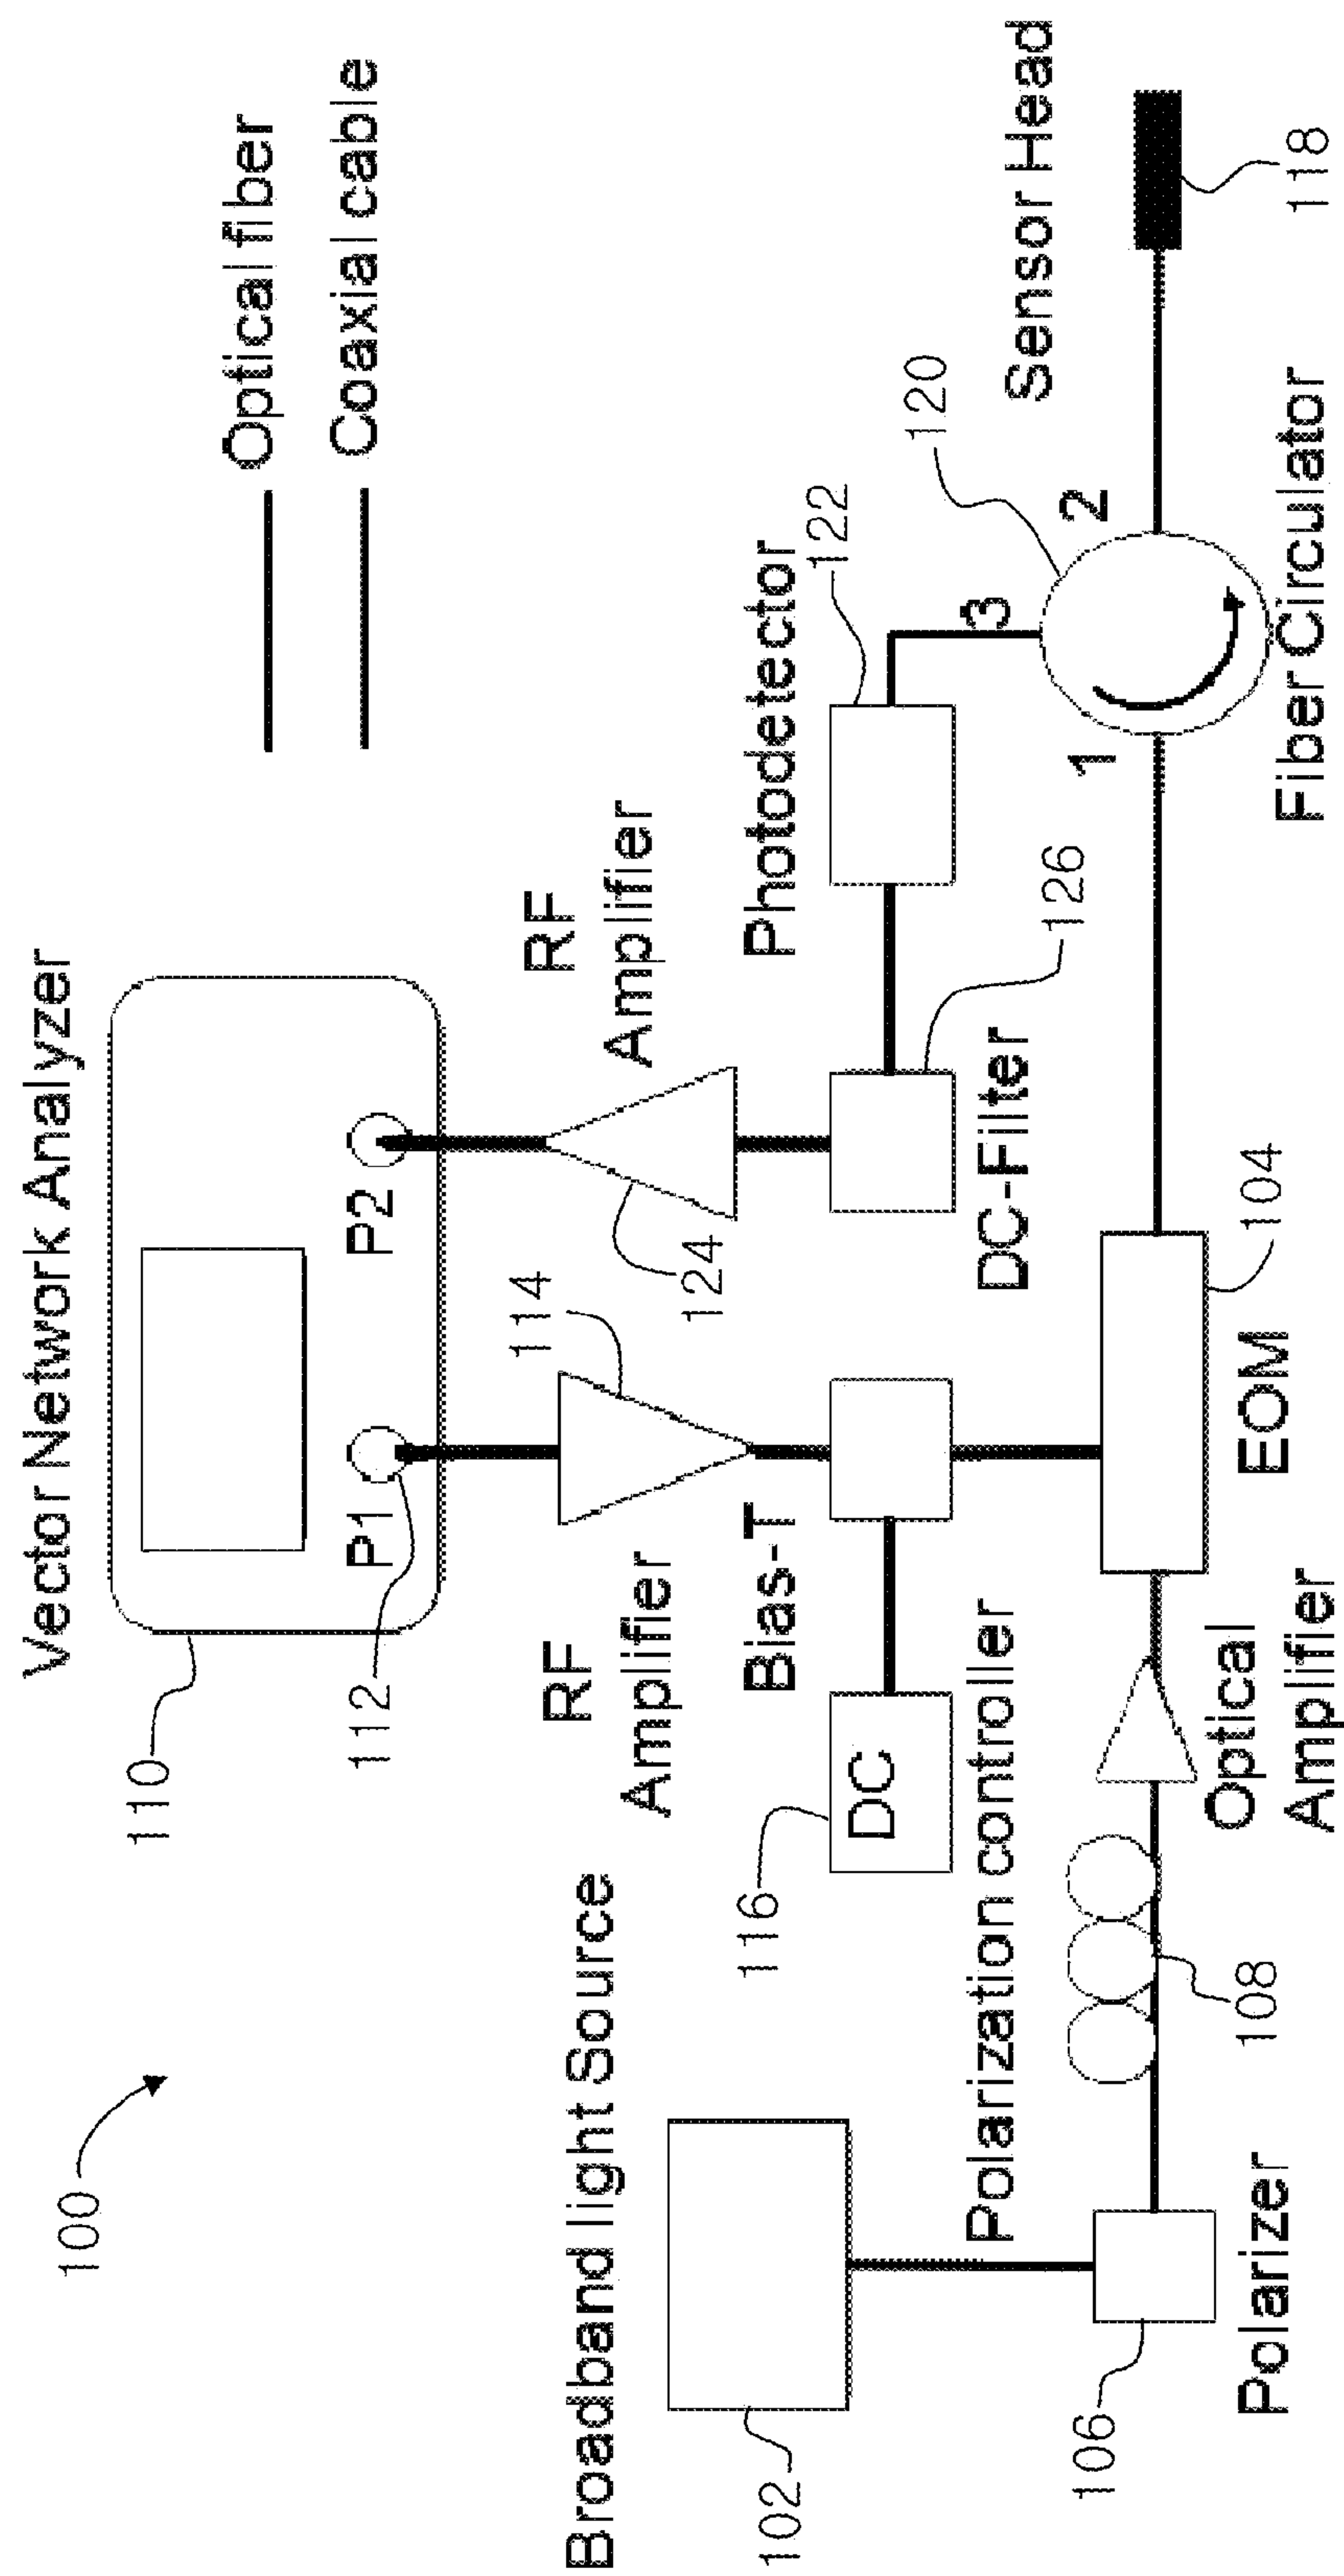 100
Vector Network Analyzer
110
P1
P2
112
Optical fiber
Coaxial cable
RF
Amplifier
114
RF
Amplifier
124
Broadband light Source
102
Bias-T
116
DC
Photodetector
122
DC-Filter
126
120
Sensor Head
118
1
2
3
Fiber Circulator
Polarization controller
108
106
Polarizer
Optical
Amplifier
EOM
104